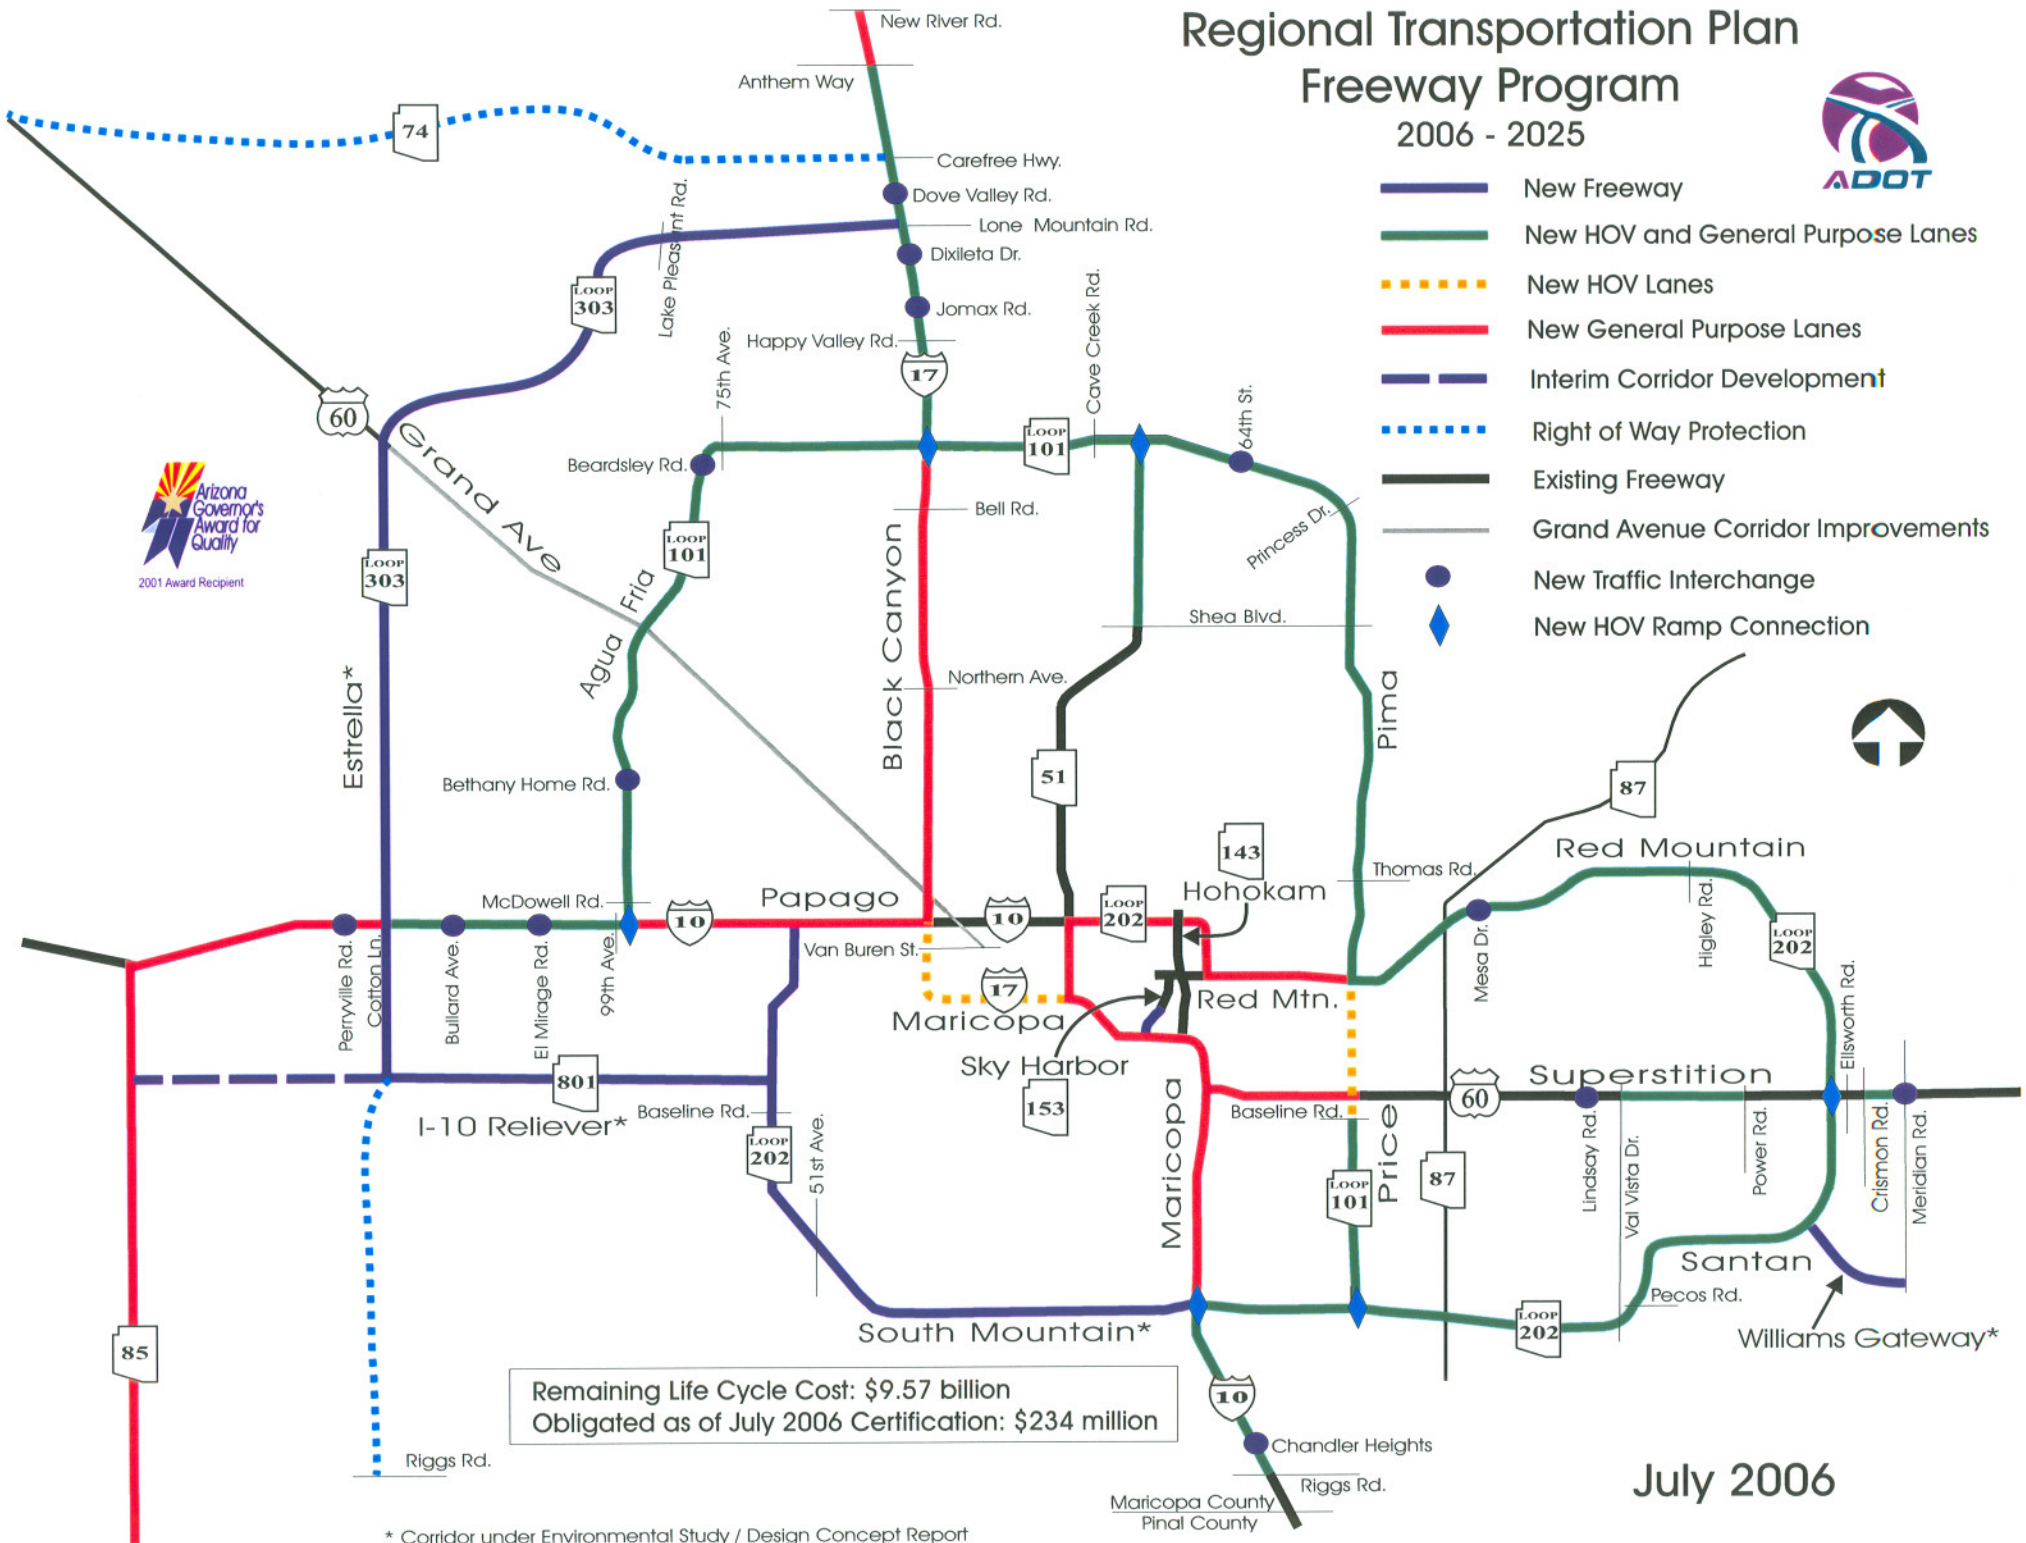 New River Rd.
Anthem Way
Regional Transportation Plan
Freeway Program
2006 - 2025
ADOT
New Freeway
New HOV and General Purpose Lanes
New HOV Lanes
New General Purpose Lanes
Interim Corridor Development
Right of Way Protection
Existing Freeway
Grand Avenue Corridor Improvements
New Traffic Interchange
New HOV Ramp Connection
74
Carefree Hwy.
Dove Valley Rd.
Lone Mountain Rd.
Dixileta Dr.
Jomax Rd.
Happy Valley Rd.
17
Lake Pleasant Rd.
LOOP
303
75th Ave.
Cave Creek Rd.
64th St.
60
Grand Ave
LOOP
101
Beardsley Rd.
Bell Rd.
Princess Dr.
Arizona
Governor's
Award for
Quality
2001 Award Recipient
LOOP
303
LOOP
101
Agua Fria
Black Canyon
Shea Blvd.
Estrella*
Northern Ave.
Pima
Bethany Home Rd.
51
87
143
Hohokam
Thomas Rd.
Red Mountain
Higley Rd.
McDowell Rd.
Papago
10
10
LOOP
202
Mesa Dr.
LOOP
202
Van Buren St.
Perryville Rd.
Cotton Ln.
Bullard Ave.
El Mirage Rd.
99th Ave.
17
Maricopa
Red Mtn.
Ellsworth Rd.
Sky Harbor
153
801
I-10 Reliever*
Baseline Rd.
LOOP
202
51st Ave.
Maricopa
Baseline Rd.
Price
60
Superstition
Lindsay Rd.
Val Vista Dr.
Power Rd.
Crismon Rd.
Meridian Rd.
LOOP
101
87
Santan
Pecos Rd.
LOOP
202
Williams Gateway*
South Mountain*
85
Remaining Life Cycle Cost: $9.57 billion
Obligated as of July 2006 Certification: $234 million
10
Chandler Heights
Riggs Rd.
Riggs Rd.
Maricopa County
Pinal County
July 2006
* Corridor under Environmental Study / Design Concept Report